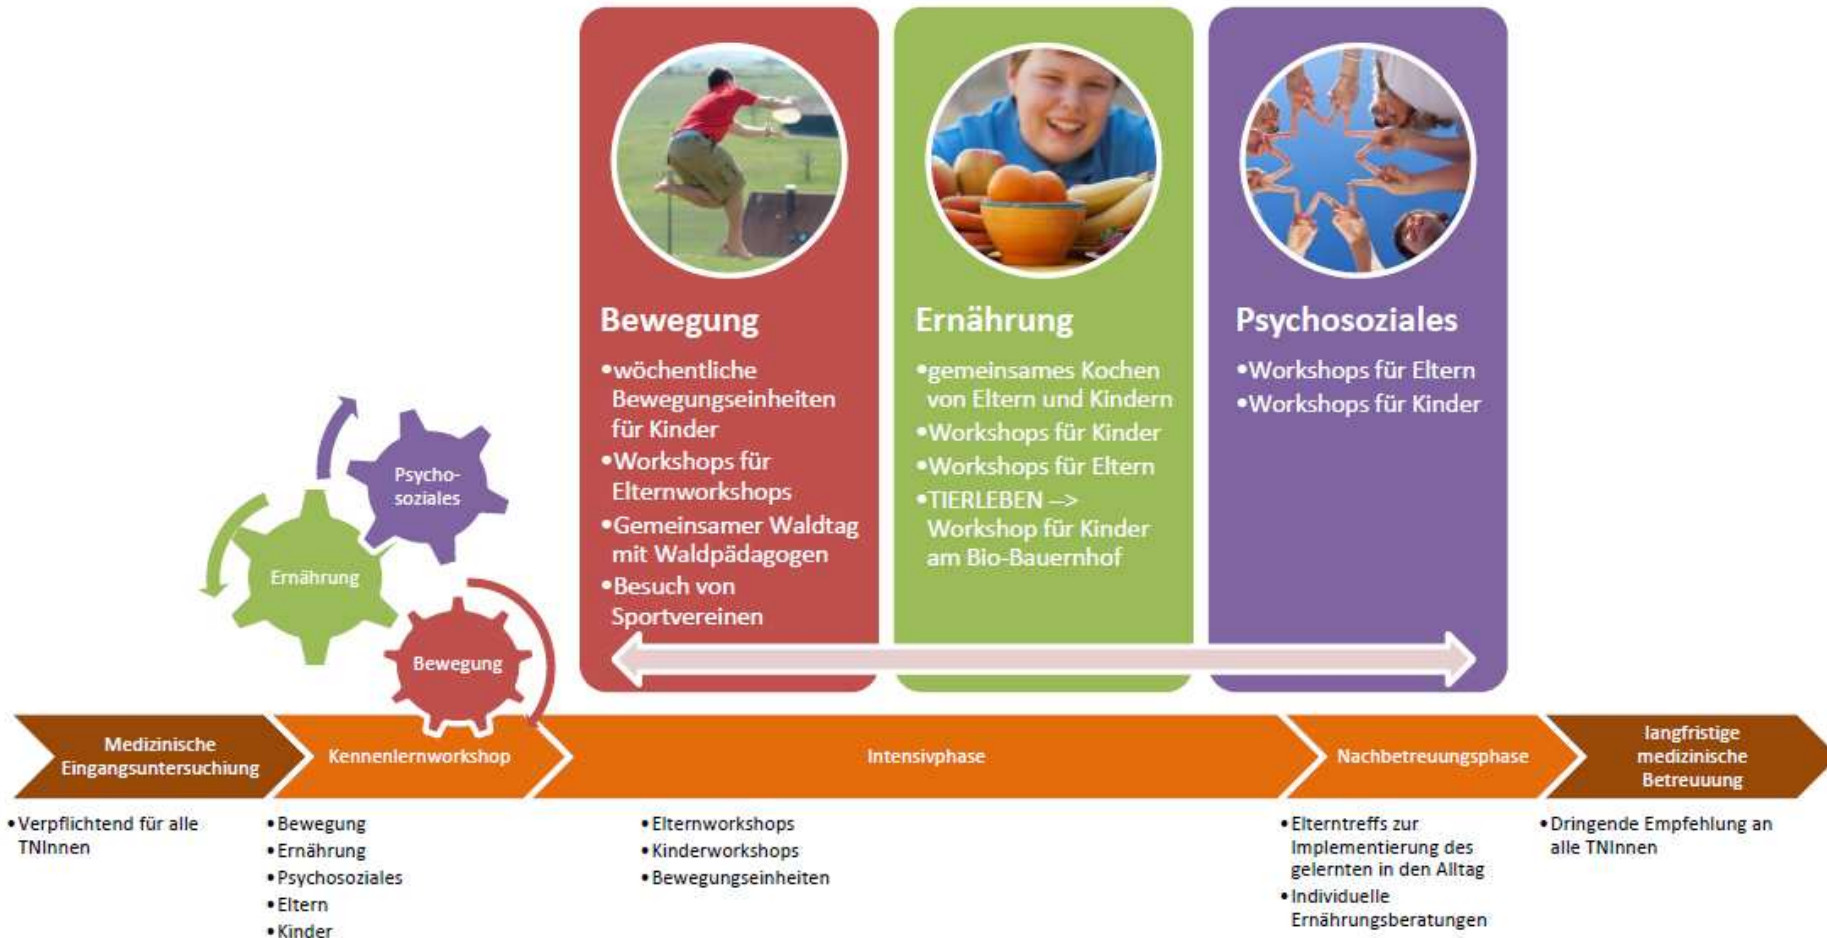 Bewegung
•wöchentliche
Bewegungseinheiten
für Kinder
•Workshops für
Elternworkshops
•Gemeinsamer Waldtag
mit Waldpädagogen
•Besuch von
Sportvereinen
Ernährung
•gemeinsames Kochen
von Eltern und Kindern
•Workshops für Kinder
•Workshops für Eltern
•TIERLEBEN –>
Workshop für Kinder
am Bio-Bauernhof
Psychosoziales
•Workshops für Eltern
•Workshops für Kinder
Psycho-
soziales
Ernährung
Bewegung
Medizinische
Eingangsuntersuchiung
Kennenlernworkshop
Intensivphase
Nachbetreuungsphase
langfristige
medizinische
Betreuuung
•Verpflichtend für alle
TNInnen
•Bewegung
•Ernährung
•Psychosoziales
•Eltern
•Kinder
•Elternworkshops
•Kinderworkshops
•Bewegungseinheiten
•Elterntreffs zur
Implementierung des
gelernten in den Alltag
•Individuelle
Ernährungsberatungen
•Dringende Empfehlung an
alle TNInnen